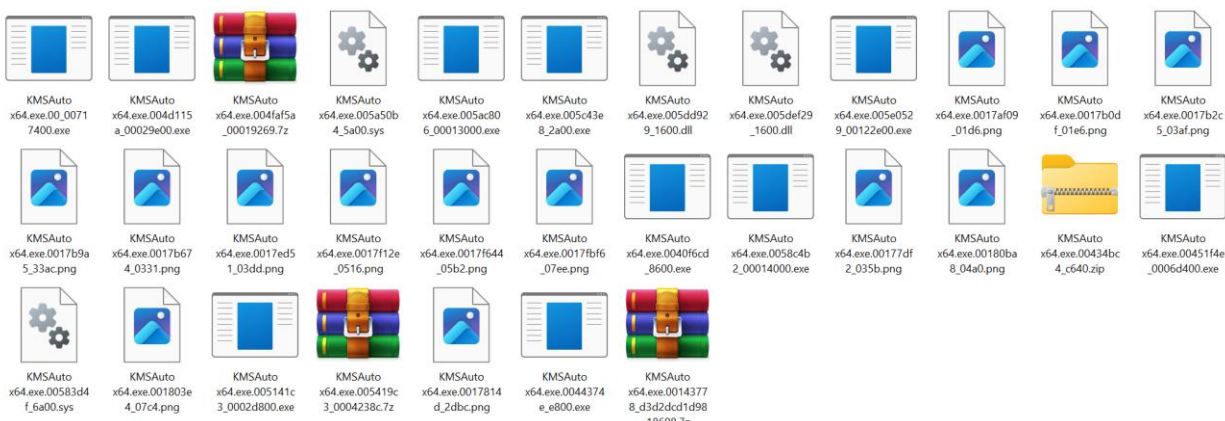 KMSAuto
x64.exe.00_0071
7400.exe
KMSAuto
x64.exe.004d115
a_00029e00.exe
KMSAuto
x64.exe.004faf5a
_00019269.7z
KMSAuto
x64.exe.005a50b
4_5a00.sys
KMSAuto
x64.exe.005ac80
6_00013000.exe
KMSAuto
x64.exe.005c43e
8_2a00.exe
KMSAuto
x64.exe.005dd92
9_1600.dll
KMSAuto
x64.exe.005def29
_1600.dll
KMSAuto
x64.exe.005e052
9_00122e00.exe
KMSAuto
x64.exe.0017af09
_01d6.png
KMSAuto
x64.exe.0017b0d
f_01e6.png
KMSAuto
x64.exe.0017b2c
5_03af.png
KMSAuto
x64.exe.0017b9a
5_33ac.png
KMSAuto
x64.exe.0017b67
4_0331.png
KMSAuto
x64.exe.0017ed5
1_03dd.png
KMSAuto
x64.exe.0017f12e
_0516.png
KMSAuto
x64.exe.0017f644
_05b2.png
KMSAuto
x64.exe.0017fbf6
_07ee.png
KMSAuto
x64.exe.0040f6cd
_8600.exe
KMSAuto
x64.exe.0058c4b
2_00014000.exe
KMSAuto
x64.exe.00177df
2_035b.png
KMSAuto
x64.exe.00180ba
8_04a0.png
KMSAuto
x64.exe.00434bc
4_c640.zip
KMSAuto
x64.exe.00451f4e
_0006d400.exe
KMSAuto
x64.exe.00583d4
f_6a00.sys
KMSAuto
x64.exe.001803e
4_07c4.png
KMSAuto
x64.exe.005141c
3_0002d800.exe
KMSAuto
x64.exe.005419c
3_0004238c.7z
KMSAuto
x64.exe.0017814
d_2dbc.png
KMSAuto
x64.exe.0044374
e_e800.exe
KMSAuto
x64.exe.0014377
8_d3d2dcd1d98